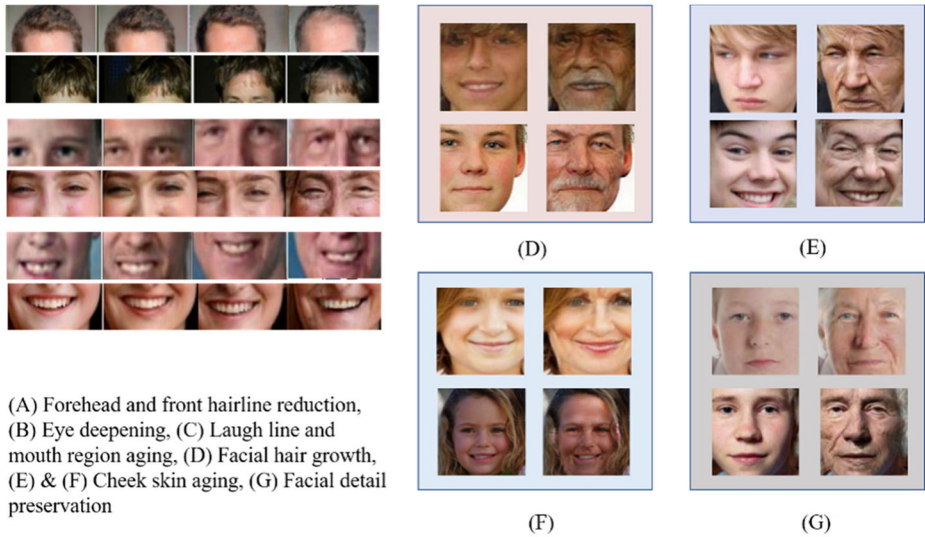 (D)
(E)
(A) Forehead and front hairline reduction,
(B) Eye deepening, (C) Laugh line and
mouth region aging, (D) Facial hair growth,
(E) & (F) Cheek skin aging, (G) Facial detail
preservation
(F)
(G)